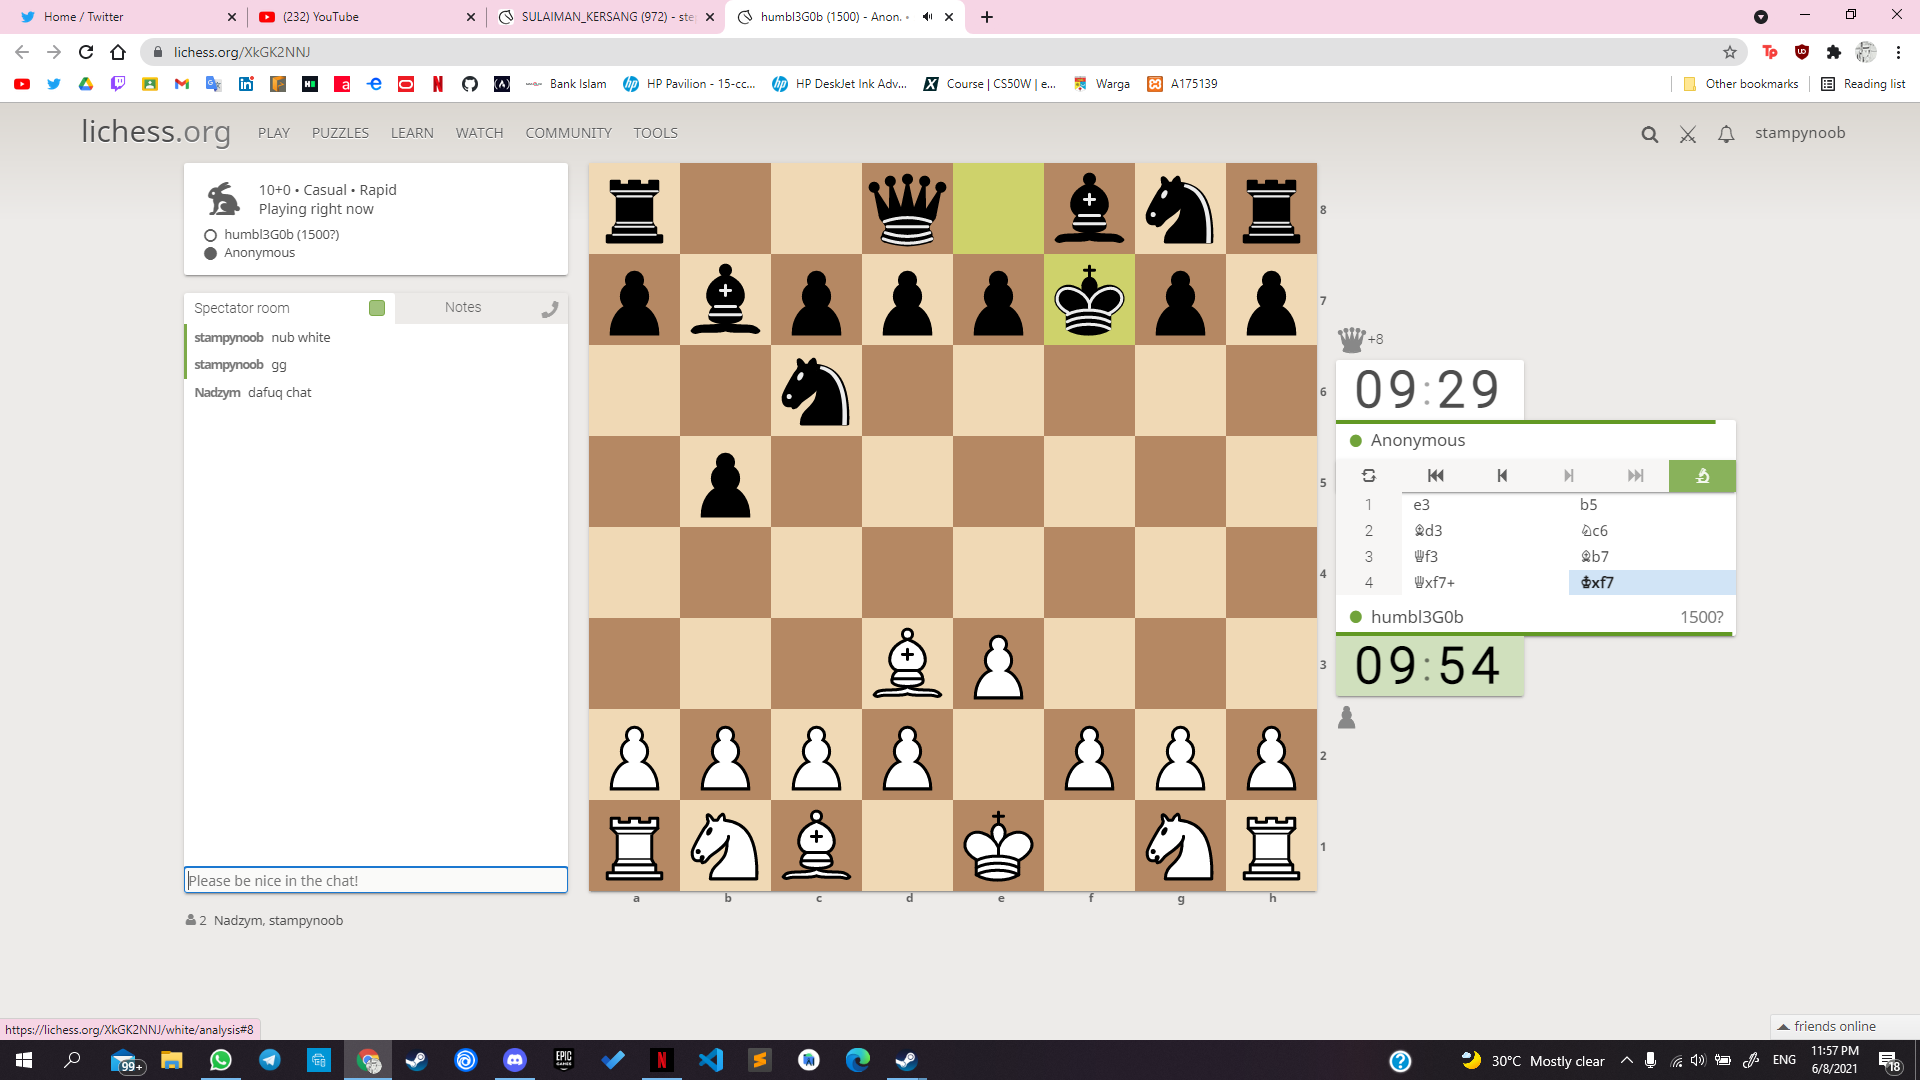 Home / Twitter
(232) YouTube
SULAIMAN_KERSANG (972) - ste
humbl3G0b (1500) - Anon.
lichess.org/XkGK2NNJ
Bank Islam
HP Pavilion - 15-cc...
HP DeskJet Ink Adv...
Course | CS50W | e...
Warga
A175139
Other bookmarks
Reading list
lichess.org
PLAY
PUZZLES
LEARN
WATCH
COMMUNITY
TOOLS
stampynoob
10+0 • Casual • Rapid
Playing right now
humbl3G0b (1500?)
Anonymous
Spectator room
Notes
stampynoob nub white
stampynoob gg
Nadzym dafuq chat
Please be nice in the chat!
2 Nadzym, stampynoob
8
7
6
5
4
3
2
1
a b c d e f g h
+8
09:29
Anonymous
1 e3 b5
2 ♗d3 ♘c6
3 ♕f3 ♗b7
4 ♕xf7+ ♔xf7
humbl3G0b 1500?
09:54
https://lichess.org/XkGK2NNJ/white/analysis#8
friends online
99+
EPIC GAMES
30°C Mostly clear
ENG
11:57 PM
6/8/2021
18